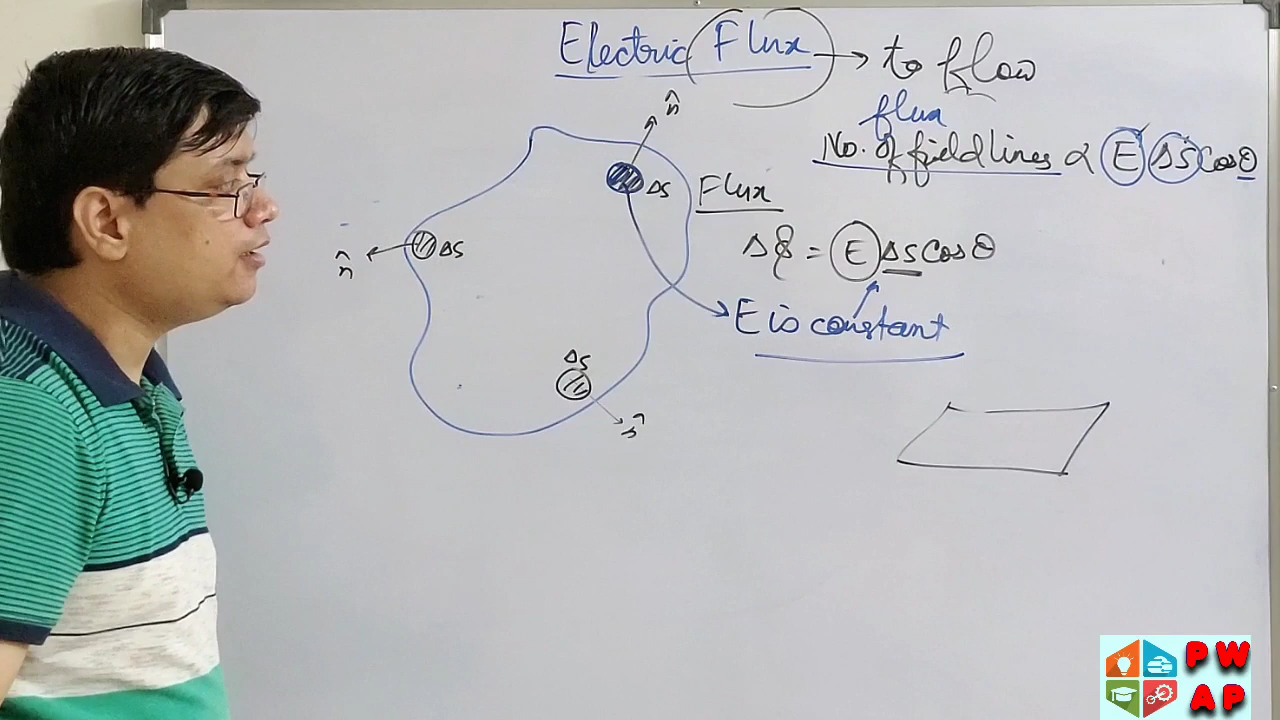 Electric Flux → to flow
flux
No. of field lines ∝ E ΔS Cos θ
n̂
ΔS
Flux
Δϕ = E ΔS Cos θ
n̂
ΔS
E is constant
ΔS
n̂
P W
A P